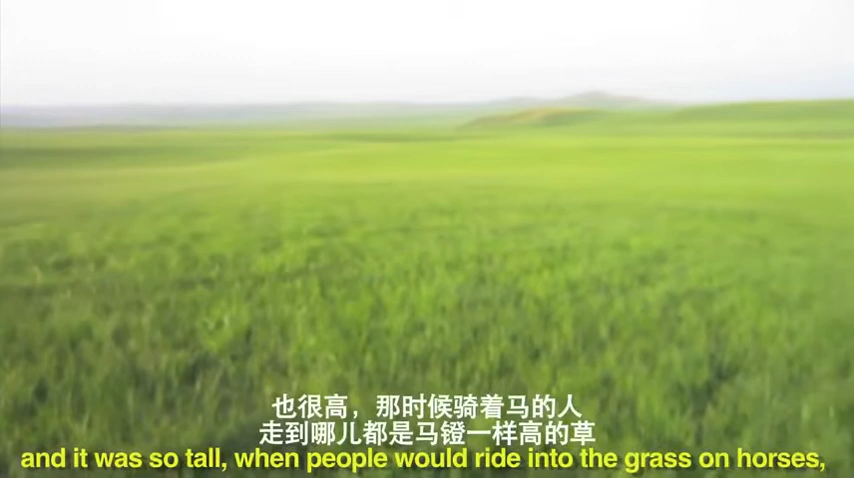 也很高，那时候骑着马的人
走到哪儿都是马镫一样高的草
and it was so tall, when people would ride into the grass on horses,